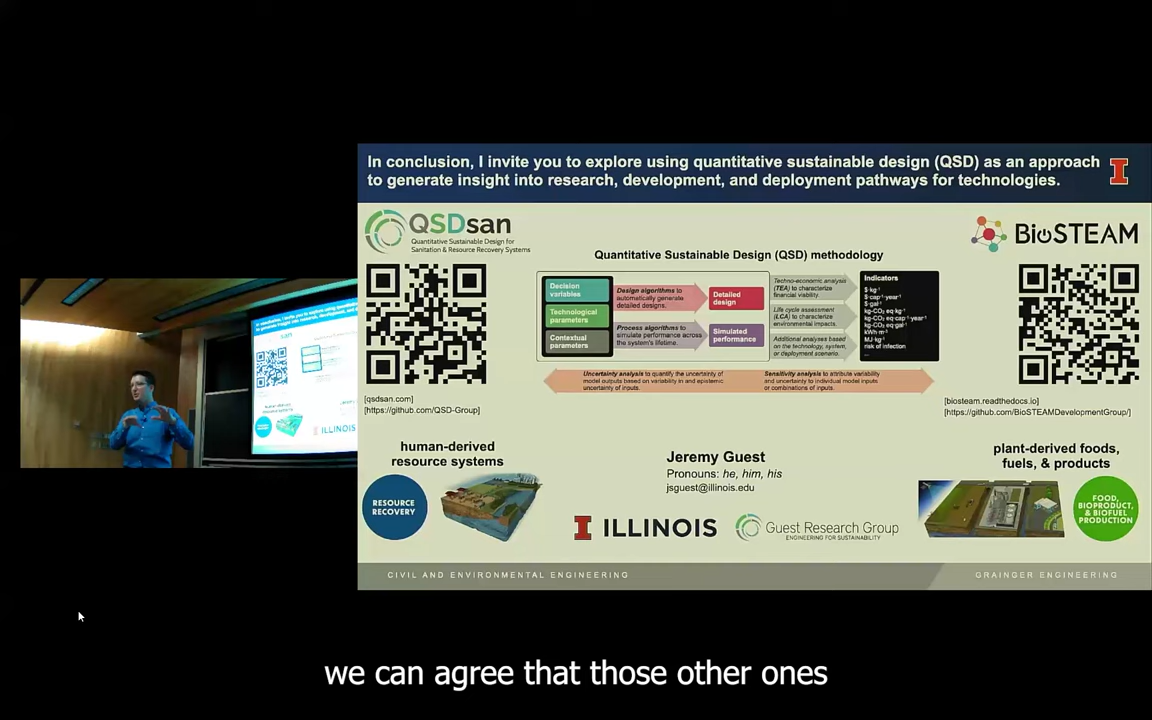 In conclusion, I invite you to explore using quantitative sustainable design (QSD) as an approach
to generate insight into research, development, and deployment pathways for technologies.
QSDsan
Quantitative Sustainable Design for
Sanitation & Resource Recovery Systems
BioSTEAM
Quantitative Sustainable Design (QSD) methodology
Decision
variables
Technological
parameters
Contextual
parameters
Design algorithms to
automatically generate
detailed designs.
Process algorithms to
simulate performance across
the system's lifetime.
Detailed
design
Simulated
performance
Techno-economic analysis
(TEA) to characterize
financial viability.
Life cycle assessment
(LCA) to characterize
environmental impacts.
Additional analyses based
on the technology, system,
or deployment scenario.
Indicators
$·kg⁻¹
$·cap⁻¹·year⁻¹
$·gal⁻¹
kg-CO₂ eq·kg⁻¹
kg-CO₂ eq·cap⁻¹·year⁻¹
kg-CO₂ eq·gal⁻¹
kWh·m⁻³
MJ·kg⁻¹
risk of infection
...
Uncertainty analysis to quantify the uncertainty of
model outputs based on variability in and epistemic
uncertainty of inputs.
Sensitivity analysis to attribute variability
and uncertainty to individual model inputs
or combinations of inputs.
[qsdsan.com]
[https://github.com/QSD-Group]
[biosteam.readthedocs.io]
[https://github.com/BioSTEAMDevelopmentGroup/]
human-derived
resource systems
RESOURCE
RECOVERY
Jeremy Guest
Pronouns: he, him, his
jsguest@illinois.edu
ILLINOIS
Guest Research Group
ENGINEERING FOR SUSTAINABILITY
plant-derived foods,
fuels, & products
FOOD,
BIOPRODUCT,
& BIOFUEL
PRODUCTION
CIVIL AND ENVIRONMENTAL ENGINEERING
GRAINGER ENGINEERING
ILLINOIS
we can agree that those other ones